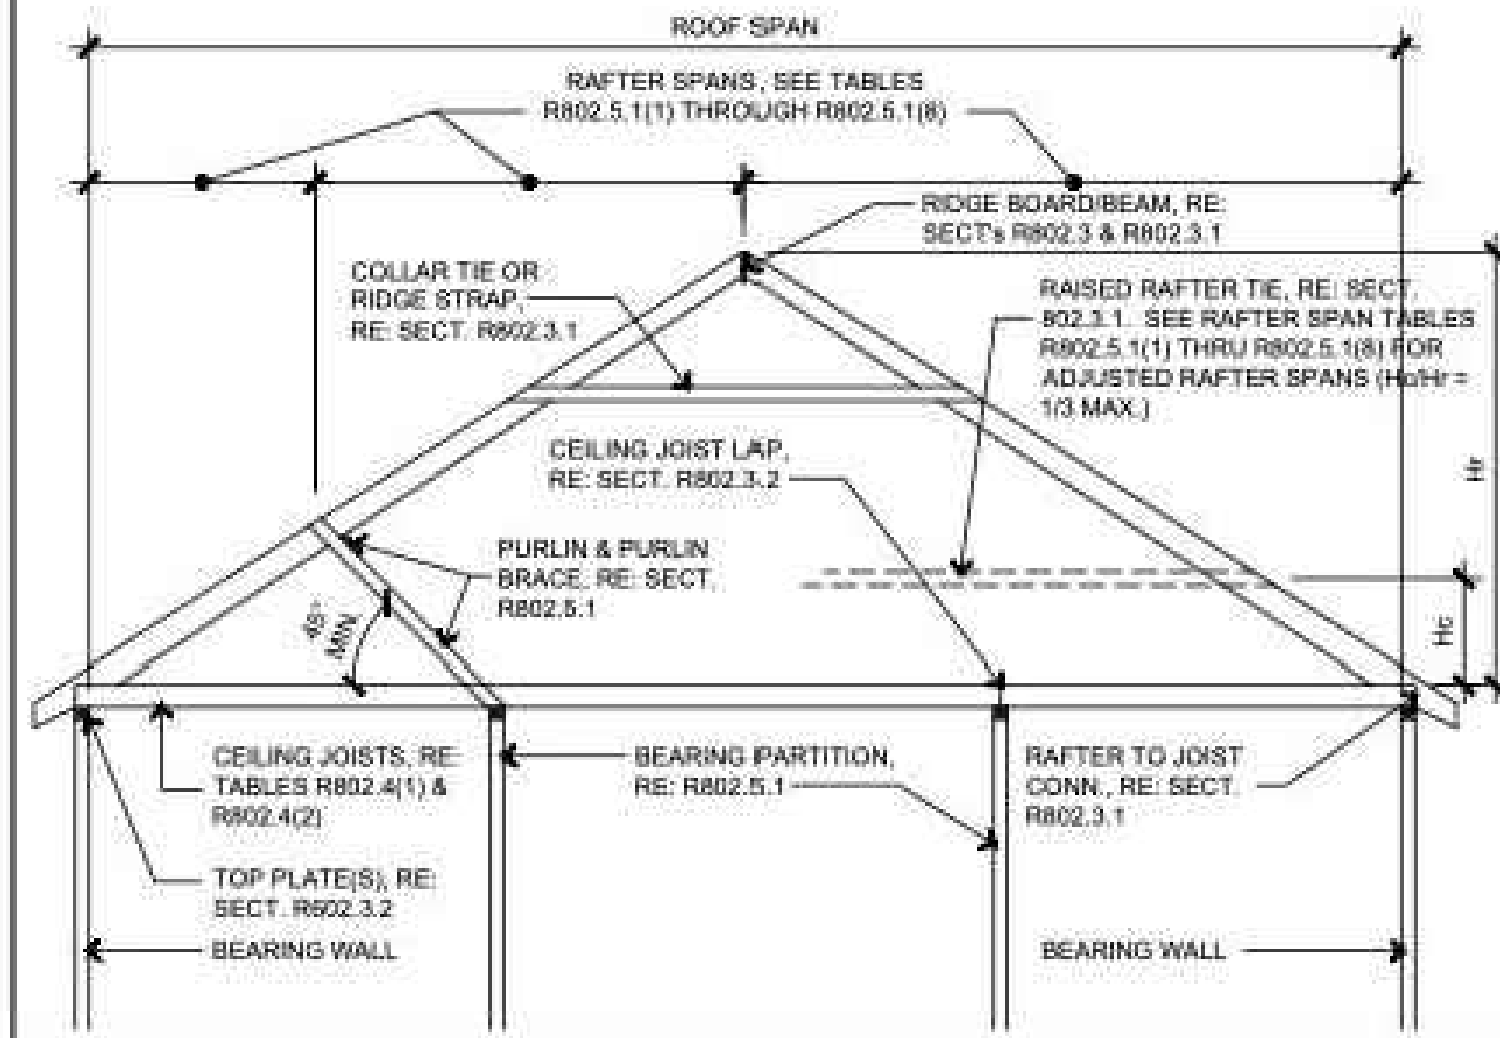 ROOF SPAN
RAFTER SPANS, SEE TABLES
R802.5.1(1) THROUGH R802.5.1(8)
RIDGE BOARD/BEAM, RE:
SECT's R802.3 & R802.3.1
COLLAR TIE OR
RIDGE STRAP,
RE: SECT. R802.3.1
RAISED RAFTER TIE, RE: SECT.
802.3.1. SEE RAFTER SPAN TABLES
R802.5.1(1) THRU R802.5.1(8) FOR
ADJUSTED RAFTER SPANS (Hc/Hr =
1/3 MAX.)
CEILING JOIST LAP,
RE: SECT. R802.3.2
Hr
PURLIN & PURLIN
BRACE, RE: SECT.
R802.5.1
45°
MIN.
Hc
CEILING JOISTS, RE:
TABLES R802.4(1) &
R802.4(2)
BEARING PARTITION,
RE: R802.5.1
RAFTER TO JOIST
CONN., RE: SECT.
R802.3.1
TOP PLATE(S), RE:
SECT. R602.3.2
BEARING WALL
BEARING WALL